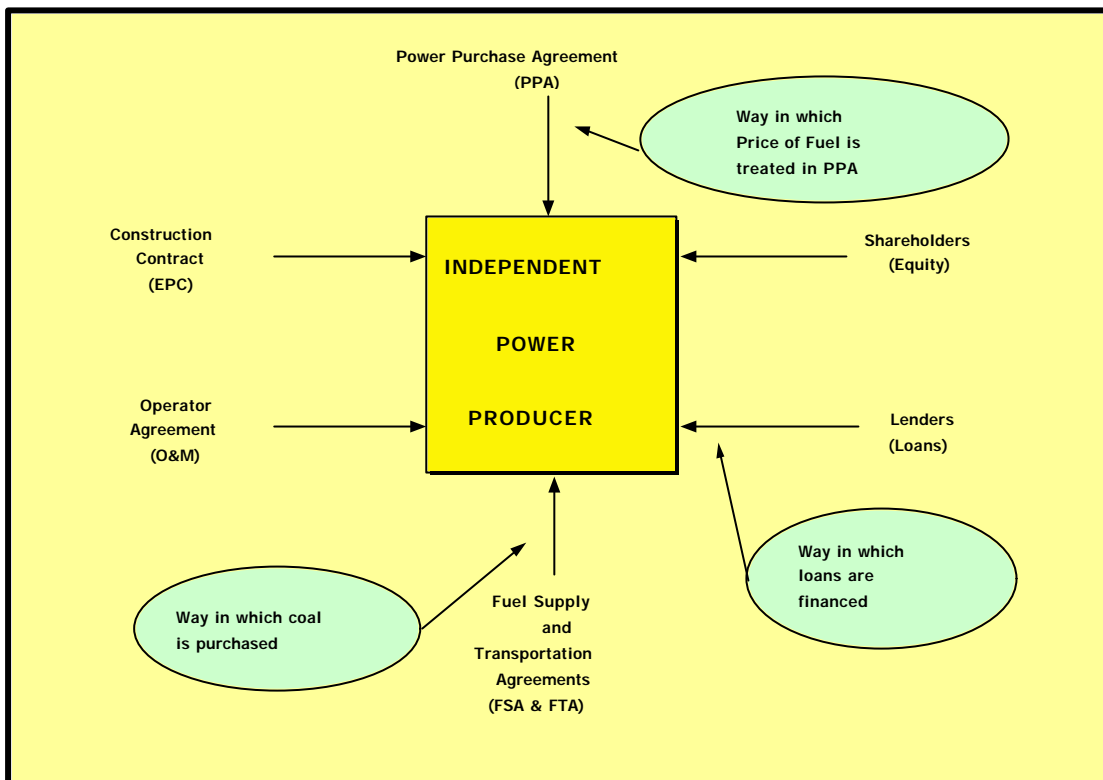 Power Purchase Agreement
(PPA)
Way in which
Price of Fuel is
treated in PPA
Construction
Contract
(EPC)
INDEPENDENT
POWER
PRODUCER
Shareholders
(Equity)
Operator
Agreement
(O&M)
Lenders
(Loans)
Way in which coal
is purchased
Fuel Supply
and
Transportation
Agreements
(FSA & FTA)
Way in which
loans are
financed